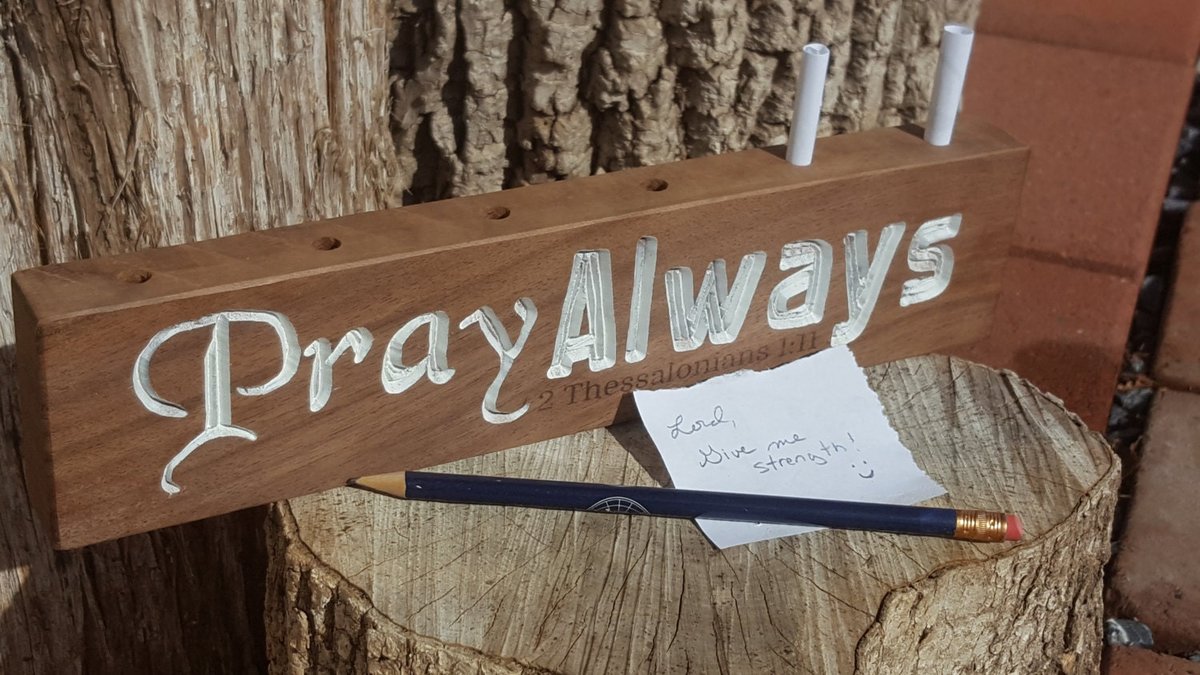 PrayAlways
2 Thessalonians 1:11
Lord,
Give me
strength!